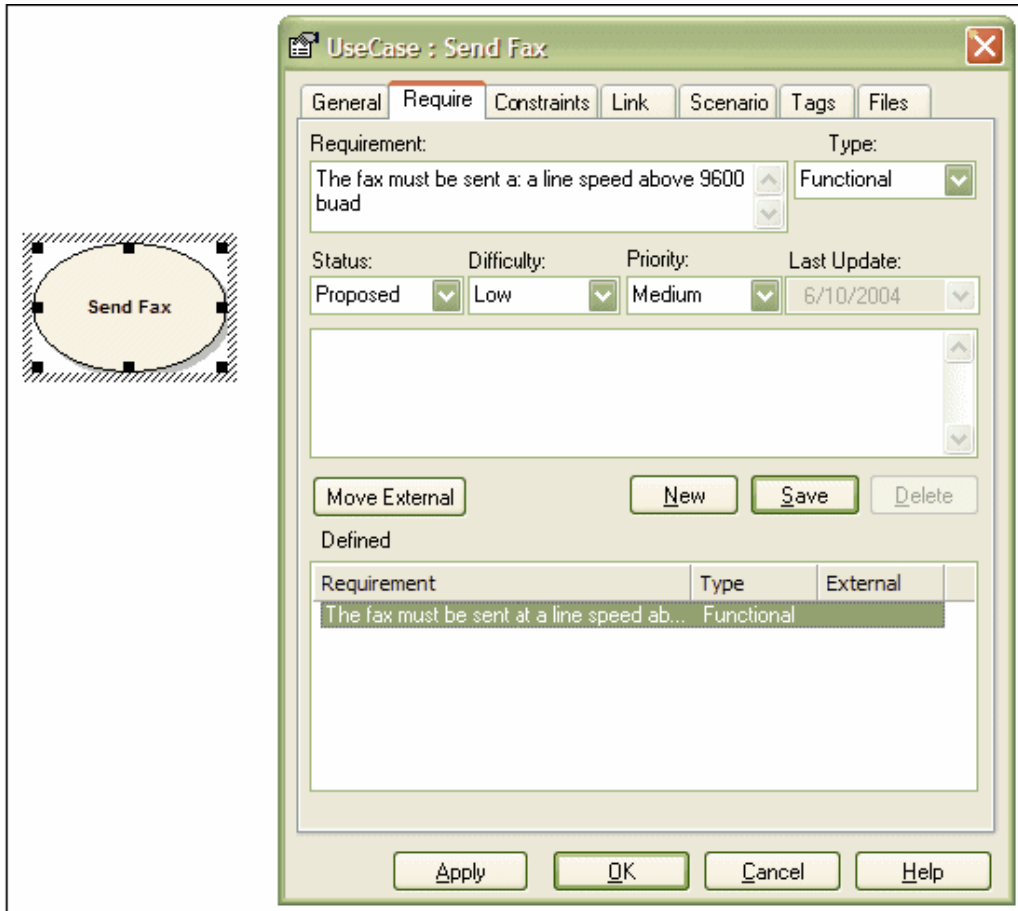 UseCase : Send Fax
General Require Constraints Link Scenario Tags Files
Requirement: Type:
The fax must be sent a: a line speed above 9600 Functional
buad
Status: Difficulty: Priority: Last Update:
Proposed Low Medium 6/10/2004
Send Fax
Move External New Save Delete
Defined
Requirement Type External
The fax must be sent at a line speed ab... Functional
Apply OK Cancel Help